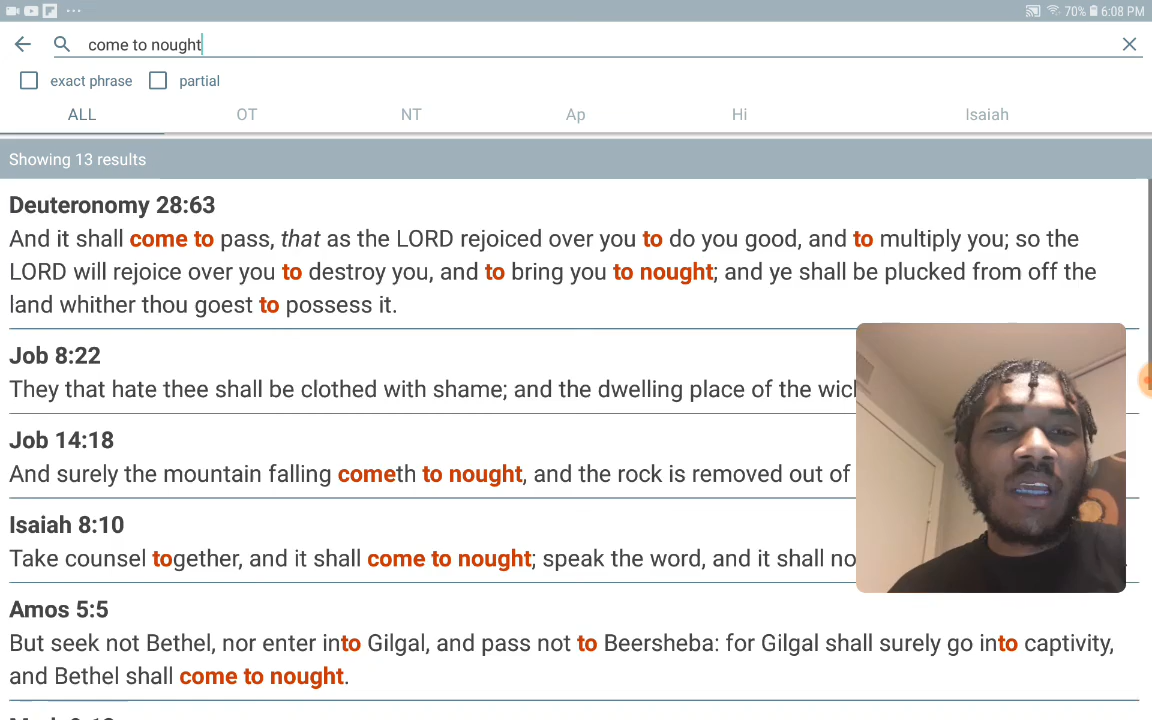 70% 6:08 PM
come to nought
exact phrase partial
ALL OT NT Ap Hi Isaiah
Showing 13 results
Deuteronomy 28:63
And it shall come to pass, that as the LORD rejoiced over you to do you good, and to multiply you; so the
LORD will rejoice over you to destroy you, and to bring you to nought; and ye shall be plucked from off the
land whither thou goest to possess it.
Job 8:22
They that hate thee shall be clothed with shame; and the dwelling place of the
Job 14:18
And surely the mountain falling cometh to nought, and the rock is removed out of
Isaiah 8:10
Take counsel together, and it shall come to nought; speak the word, and it shall
Amos 5:5
But seek not Bethel, nor enter into Gilgal, and pass not to Beersheba: for Gilgal shall surely go into captivity,
and Bethel shall come to nought.